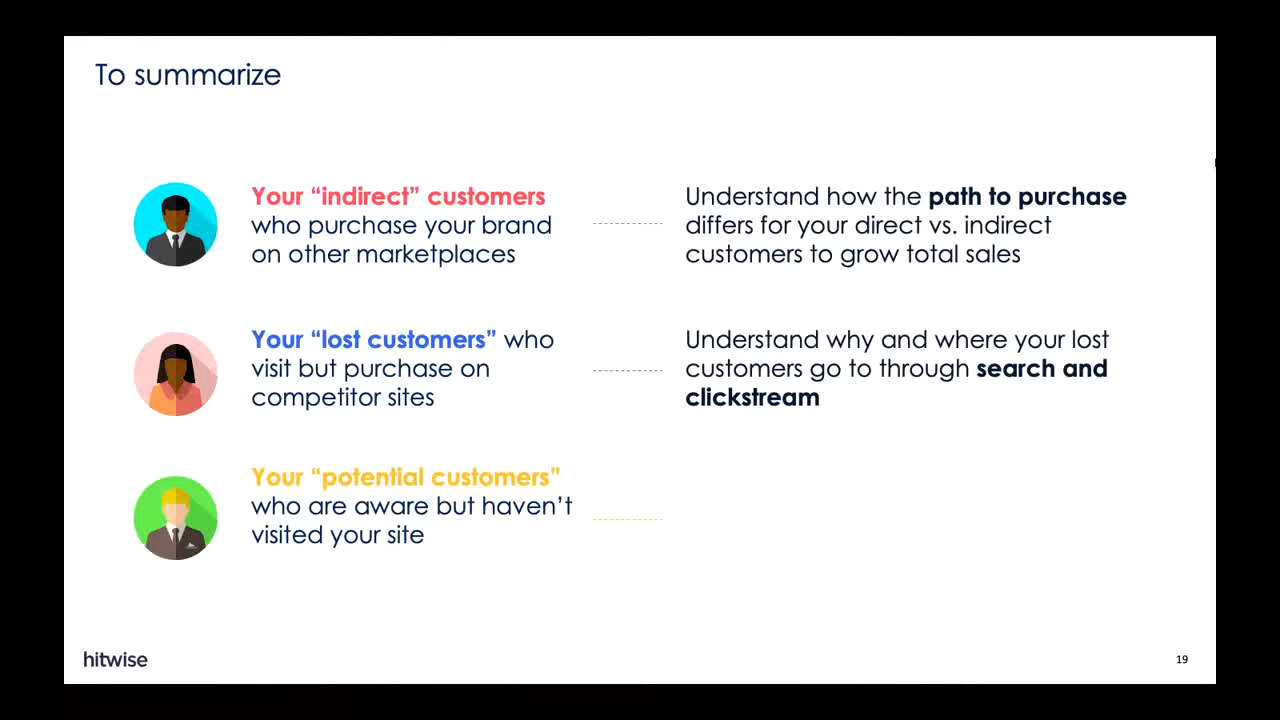 To summarize
Your “indirect” customers
who purchase your brand
on other marketplaces
Understand how the path to purchase
differs for your direct vs. indirect
customers to grow total sales
Your “lost customers” who
visit but purchase on
competitor sites
Understand why and where your lost
customers go to through search and
clickstream
Your “potential customers”
who are aware but haven’t
visited your site
hitwise
19